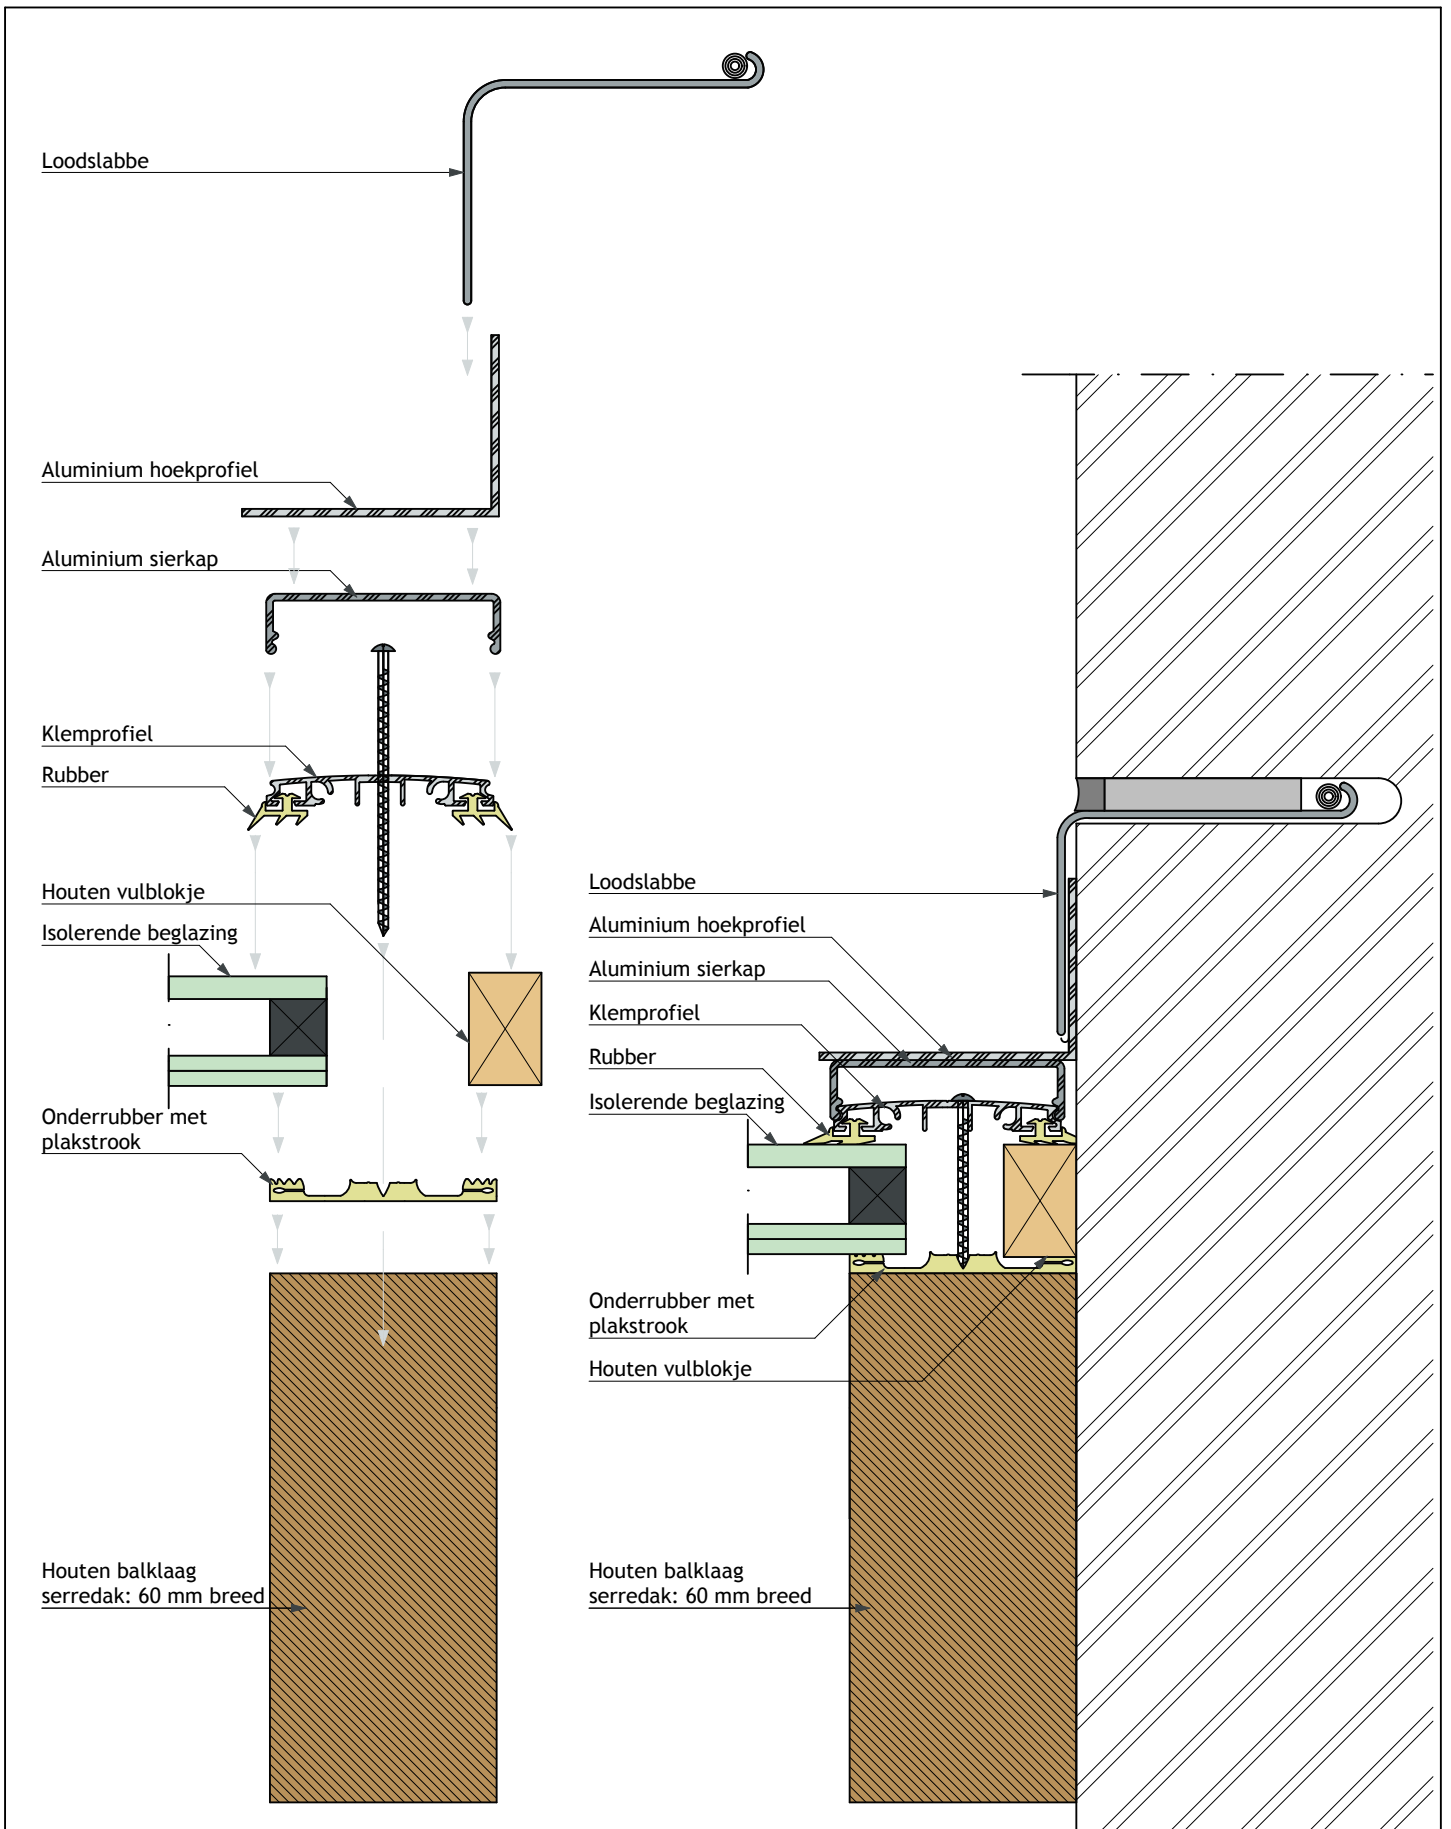 Loodslabbe
Aluminium hoekprofiel
Aluminium sierkap
Klemprofiel
Rubber
Houten vulblokje
Isolerende beglazing
Onderrubber met
plakstrook
Houten balklaag
serredak: 60 mm breed
Loodslabbe
Aluminium hoekprofiel
Aluminium sierkap
Klemprofiel
Rubber
Isolerende beglazing
Onderrubber met
plakstrook
Houten vulblokje
Houten balklaag
serredak: 60 mm breed